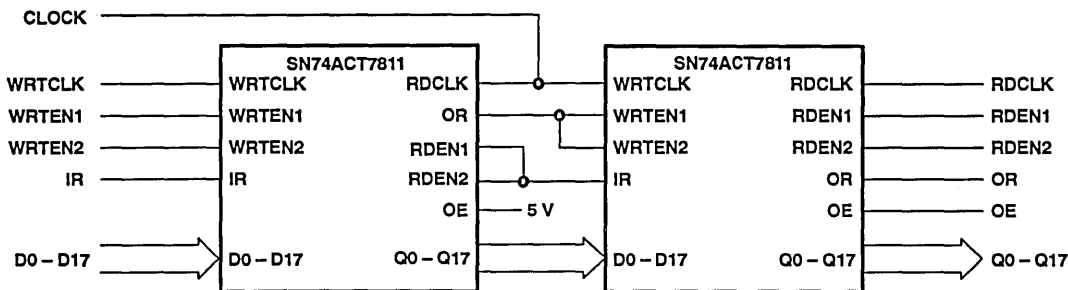 CLOCK
SN74ACT7811 SN74ACT7811
WRTCLK WRTCLK RDCLK WRTCLK RDCLK RDCLK
WRTEN1 WRTEN1 OR WRTEN1 RDEN1 RDEN1
WRTEN2 WRTEN2 RDEN1 WRTEN2 RDEN2 RDEN2
IR IR RDEN2 IR OR OR
OE 5 V OE OE
D0 – D17 D0 – D17 Q0 – Q17 D0 – D17 Q0 – Q17 Q0 – Q17